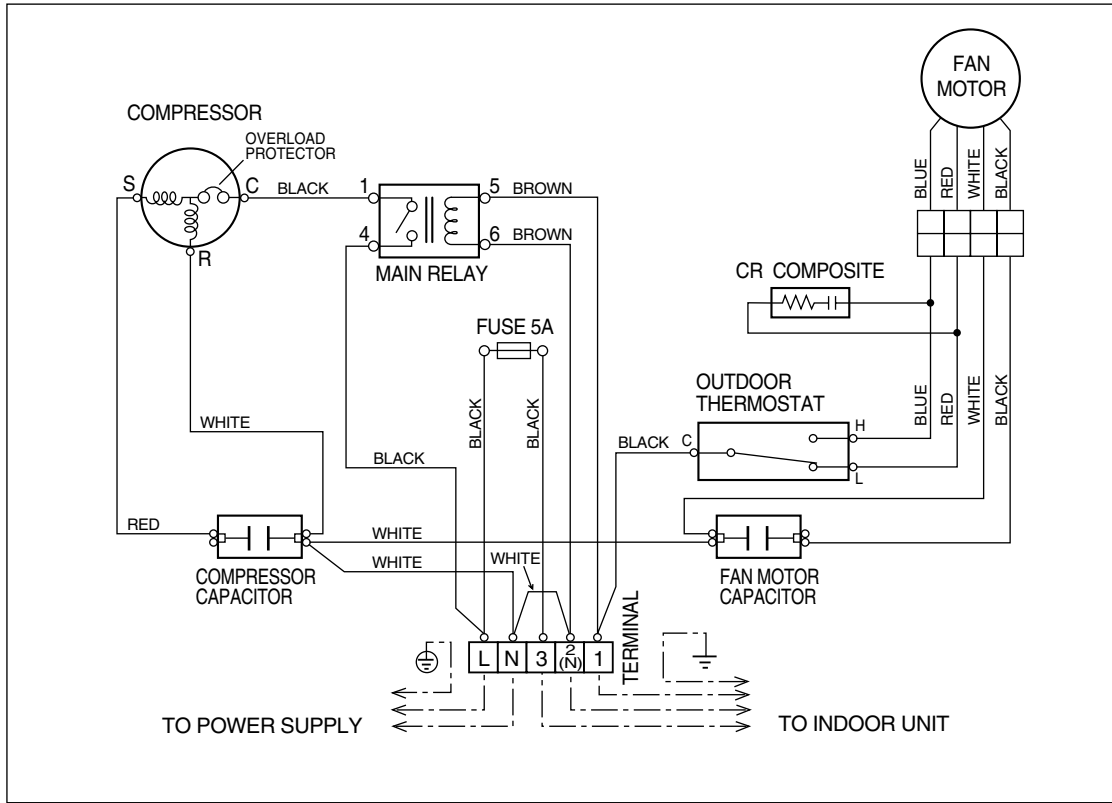 FAN
MOTOR
COMPRESSOR
OVERLOAD
PROTECTOR
BLUE
RED
WHITE
BLACK
S
C
BLACK
1
5
BROWN
4
6
BROWN
R
MAIN RELAY
CR COMPOSITE
FUSE 5A
OUTDOOR
THERMOSTAT
BLUE
RED
WHITE
BLACK
BLACK
BLACK
WHITE
BLACK
BLACK
C
H
L
RED
WHITE
WHITE
WHITE
COMPRESSOR
CAPACITOR
FAN MOTOR
CAPACITOR
TERMINAL
L
N
3
2
(N)
1
TO POWER SUPPLY
TO INDOOR UNIT